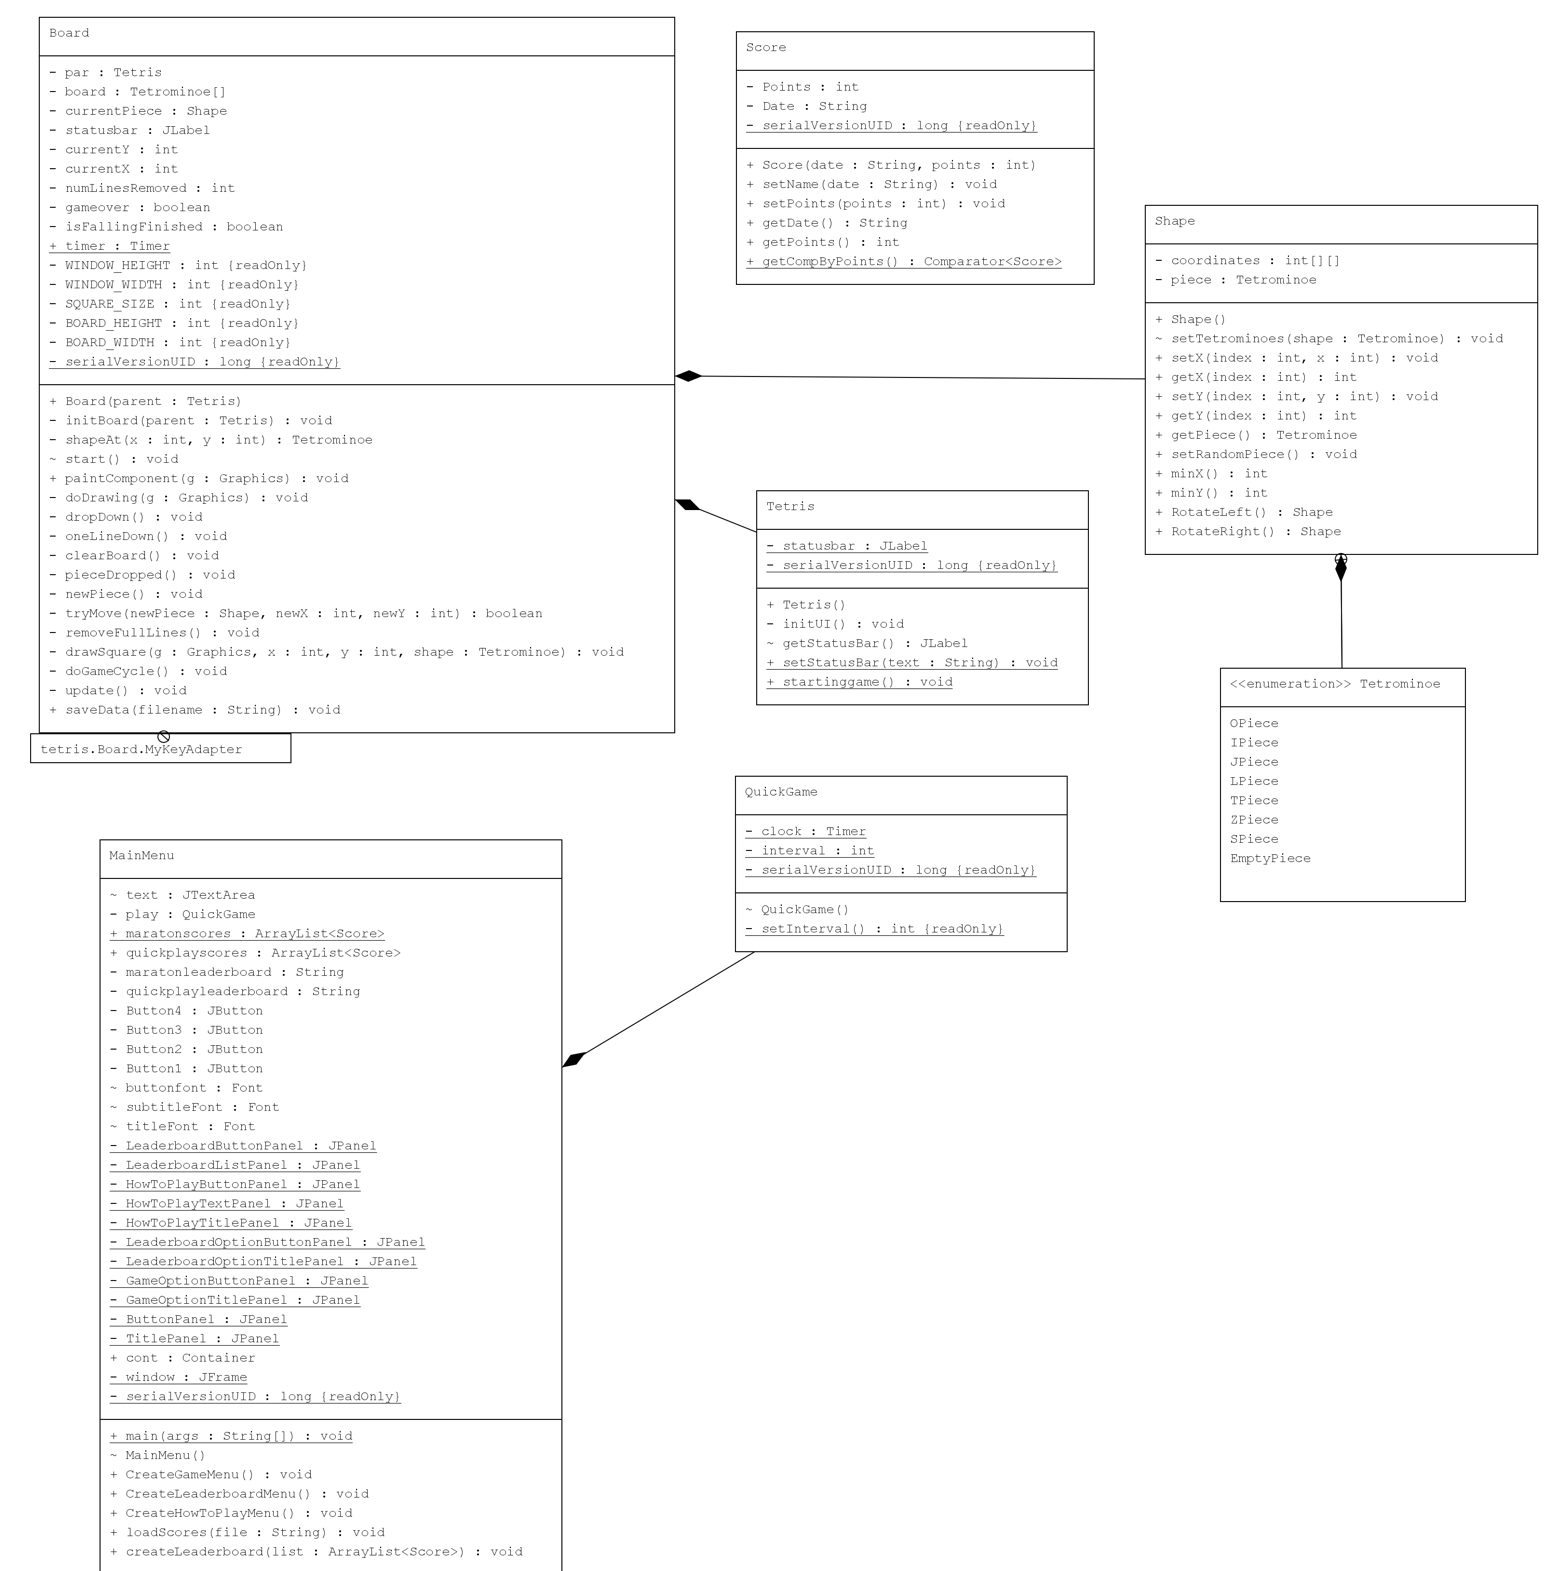 Board
- par : Tetris
- board : Tetrominoe[]
- currentPiece : Shape
- statusbar : JLabel
- currentY : int
- currentX : int
- numLinesRemoved : int
- gameover : boolean
- isFallingFinished : boolean
+ timer : Timer
- WINDOW_HEIGHT : int {readOnly}
- WINDOW_WIDTH : int {readOnly}
- SQUARE_SIZE : int {readOnly}
- BOARD_HEIGHT : int {readOnly}
- BOARD_WIDTH : int {readOnly}
- serialVersionUID : long {readOnly}
+ Board(parent : Tetris)
- initBoard(parent : Tetris) : void
- shapeAt(x : int, y : int) : Tetrominoe
~ start() : void
+ paintComponent(g : Graphics) : void
- doDrawing(g : Graphics) : void
- dropDown() : void
- oneLineDown() : void
- clearBoard() : void
- pieceDropped() : void
- newPiece() : void
- tryMove(newPiece : Shape, newX : int, newY : int) : boolean
- removeFullLines() : void
- drawSquare(g : Graphics, x : int, y : int, shape : Tetrominoe) : void
- doGameCycle() : void
- update() : void
+ saveData(filename : String) : void
tetris.Board.MyKeyAdapter
Score
- Points : int
- Date : String
- serialVersionUID : long {readOnly}
+ Score(date : String, points : int)
+ setName(date : String) : void
+ setPoints(points : int) : void
+ getDate() : String
+ getPoints() : int
+ getCompByPoints() : Comparator<Score>
Shape
- coordinates : int[][]
- piece : Tetrominoe
+ Shape()
~ setTetrominoes(shape : Tetrominoe) : void
+ setX(index : int, x : int) : void
+ getX(index : int) : int
+ setY(index : int, y : int) : void
+ getY(index : int) : int
+ getPiece() : Tetrominoe
+ setRandomPiece() : void
+ minX() : int
+ minY() : int
+ RotateLeft() : Shape
+ RotateRight() : Shape
Tetris
- statusbar : JLabel
- serialVersionUID : long {readOnly}
+ Tetris()
- initUI() : void
~ getStatusBar() : JLabel
+ setStatusBar(text : String) : void
+ startinggame() : void
<<enumeration>> Tetrominoe
OPiece
IPiece
JPiece
LPiece
TPiece
ZPiece
SPiece
EmptyPiece
QuickGame
- clock : Timer
- interval : int
- serialVersionUID : long {readOnly}
~ QuickGame()
- setInterval() : int {readOnly}
MainMenu
~ text : JTextArea
- play : QuickGame
+ maratonscores : ArrayList<Score>
+ quickplayscores : ArrayList<Score>
- maratonleaderboard : String
- quickplayleaderboard : String
- Button4 : JButton
- Button3 : JButton
- Button2 : JButton
- Button1 : JButton
~ buttonfont : Font
~ subtitleFont : Font
~ titleFont : Font
- LeaderboardButtonPanel : JPanel
- LeaderboardListPanel : JPanel
- HowToPlayButtonPanel : JPanel
- HowToPlayTextPanel : JPanel
- HowToPlayTitlePanel : JPanel
- LeaderboardOptionButtonPanel : JPanel
- LeaderboardOptionTitlePanel : JPanel
- GameOptionButtonPanel : JPanel
- GameOptionTitlePanel : JPanel
- ButtonPanel : JPanel
- TitlePanel : JPanel
+ cont : Container
- window : JFrame
- serialVersionUID : long {readOnly}
+ main(args : String[]) : void
~ MainMenu()
+ CreateGameMenu() : void
+ CreateLeaderboardMenu() : void
+ CreateHowToPlayMenu() : void
+ loadScores(file : String) : void
+ createLeaderboard(list : ArrayList<Score>) : void